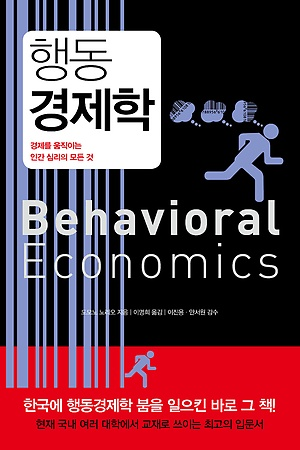 행동
경제학
경제를 움직이는
인간 심리의 모든 것
Behavioral
Economics
도모노 노리오 지음 | 이명희 옮김 | 이진용 · 안서원 감수
한국에 행동경제학 붐을 일으킨 바로 그 책!
현재 국내 여러 대학에서 교재로 쓰이는 최고의 입문서